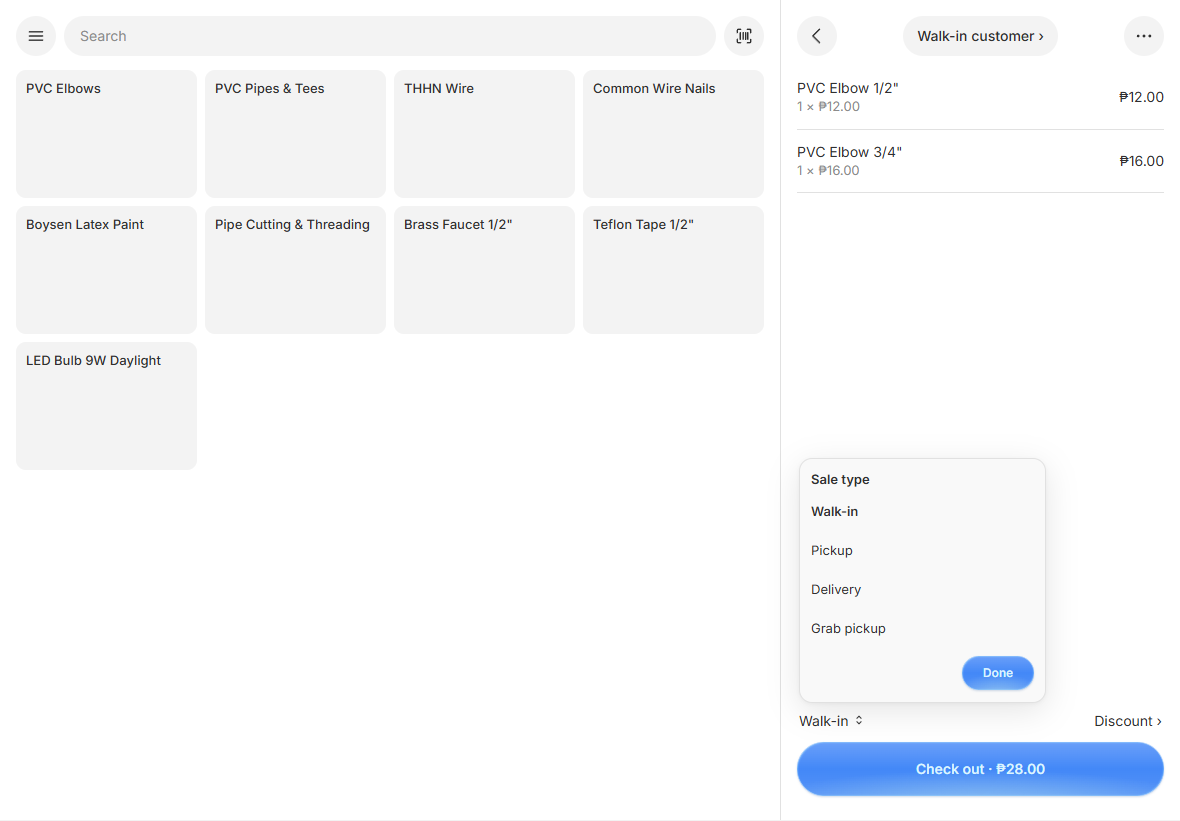 Search
Walk-in customer ›
PVC Elbows
PVC Pipes & Tees
THHN Wire
Common Wire Nails
Boysen Latex Paint
Pipe Cutting & Threading
Brass Faucet 1/2"
Teflon Tape 1/2"
LED Bulb 9W Daylight
PVC Elbow 1/2"
1 × ₱12.00
₱12.00
PVC Elbow 3/4"
1 × ₱16.00
₱16.00
Sale type
Walk-in
Pickup
Delivery
Grab pickup
Done
Walk-in
Discount ›
Check out · ₱28.00